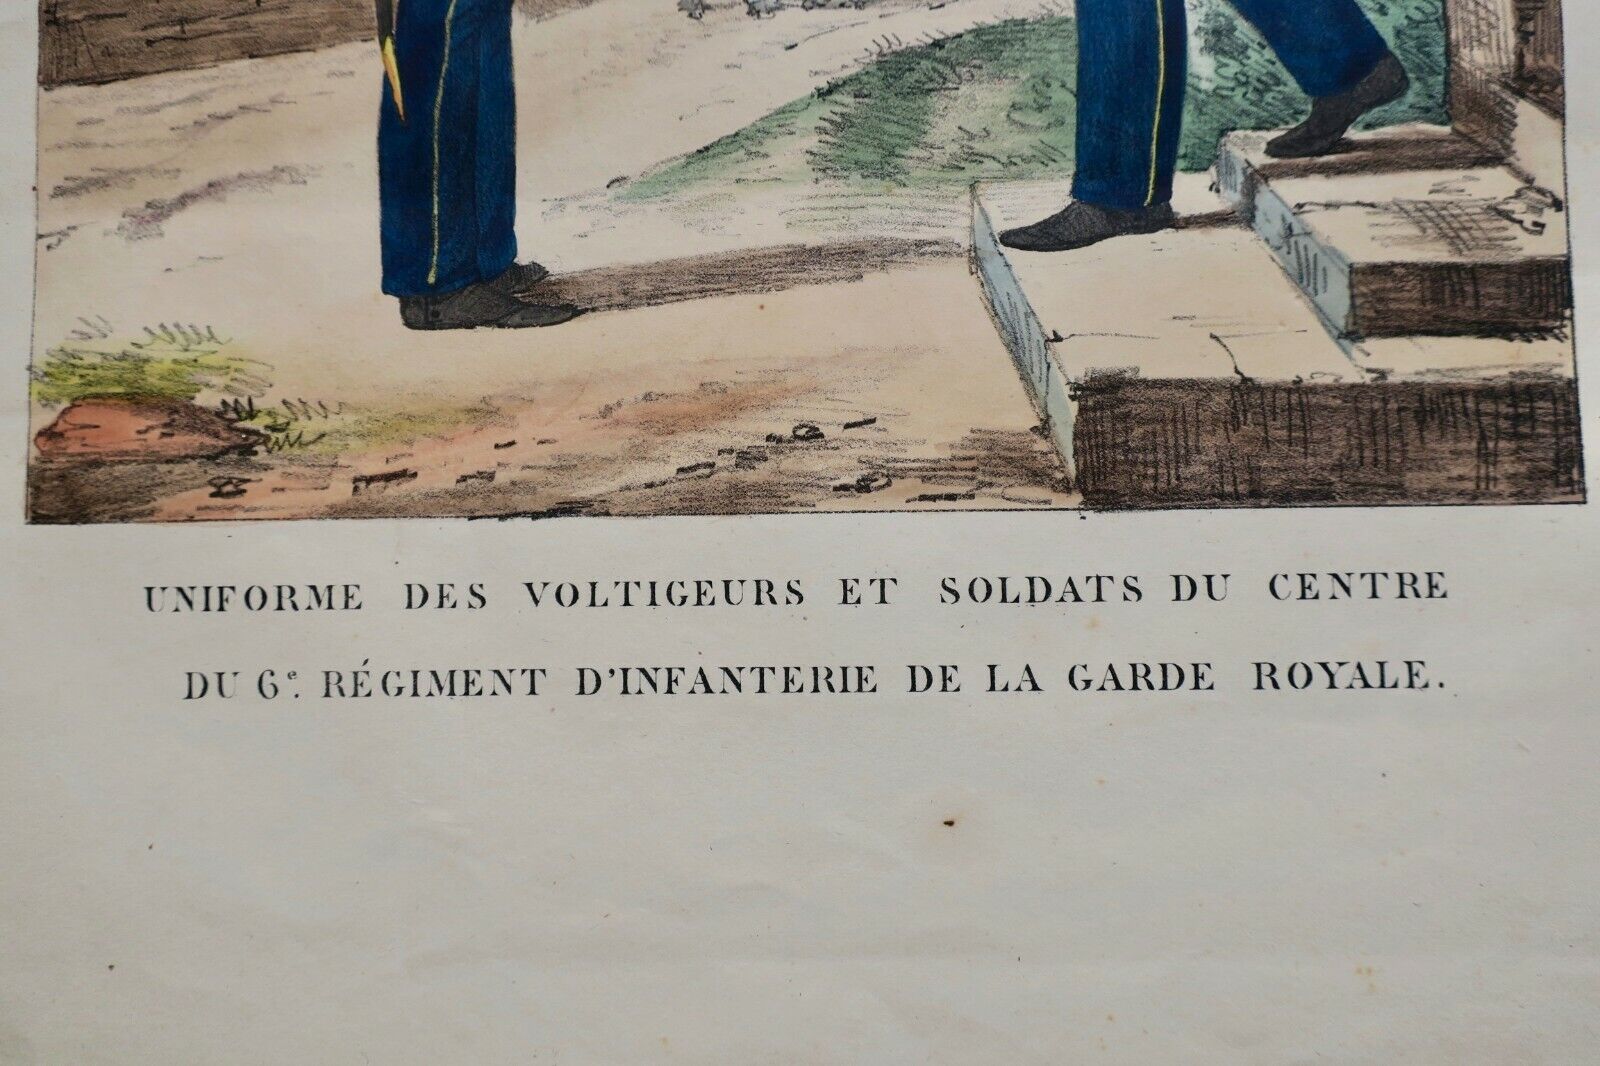 UNIFORME DES VOLTIGEURS ET SOLDATS DU CENTRE
DU 6e. RÉGIMENT D'INFANTERIE DE LA GARDE ROYALE.